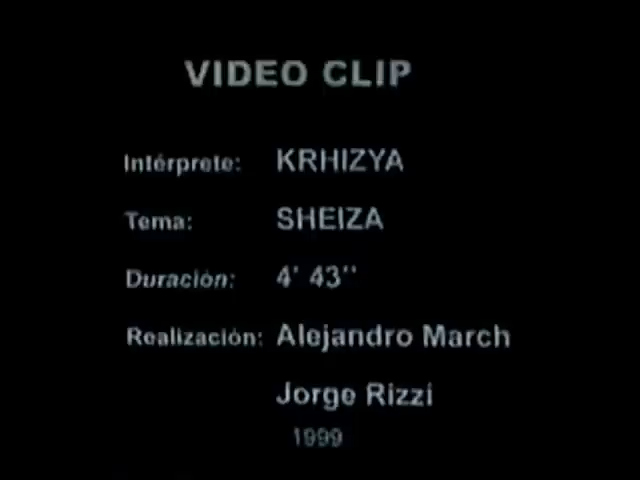 VIDEO CLIP
Intérprete: KRHIZYA
Tema: SHEIZA
Duración: 4' 43''
Realización: Alejandro March
Jorge Rizzi
1999